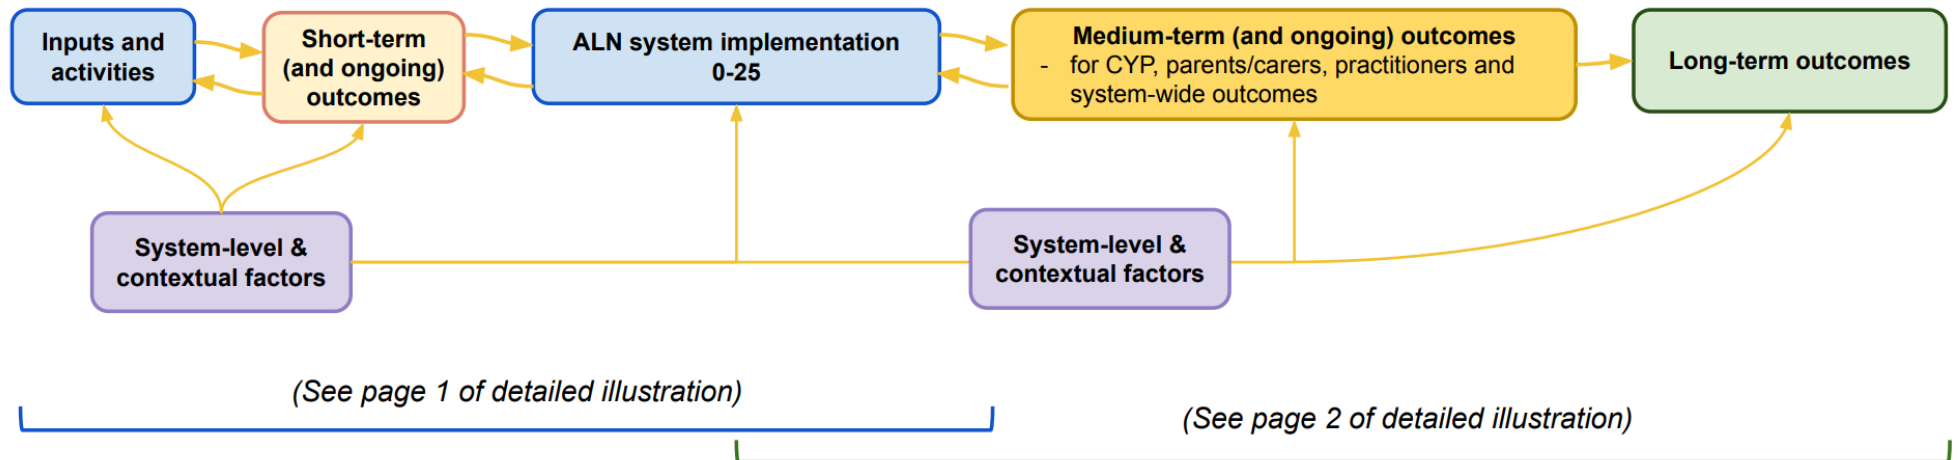 Inputs and
activities
Short-term
(and ongoing)
outcomes
ALN system implementation
0-25
Medium-term (and ongoing) outcomes
- for CYP, parents/carers, practitioners and
system-wide outcomes
Long-term outcomes
System-level &
contextual factors
System-level &
contextual factors
(See page 1 of detailed illustration)
(See page 2 of detailed illustration)